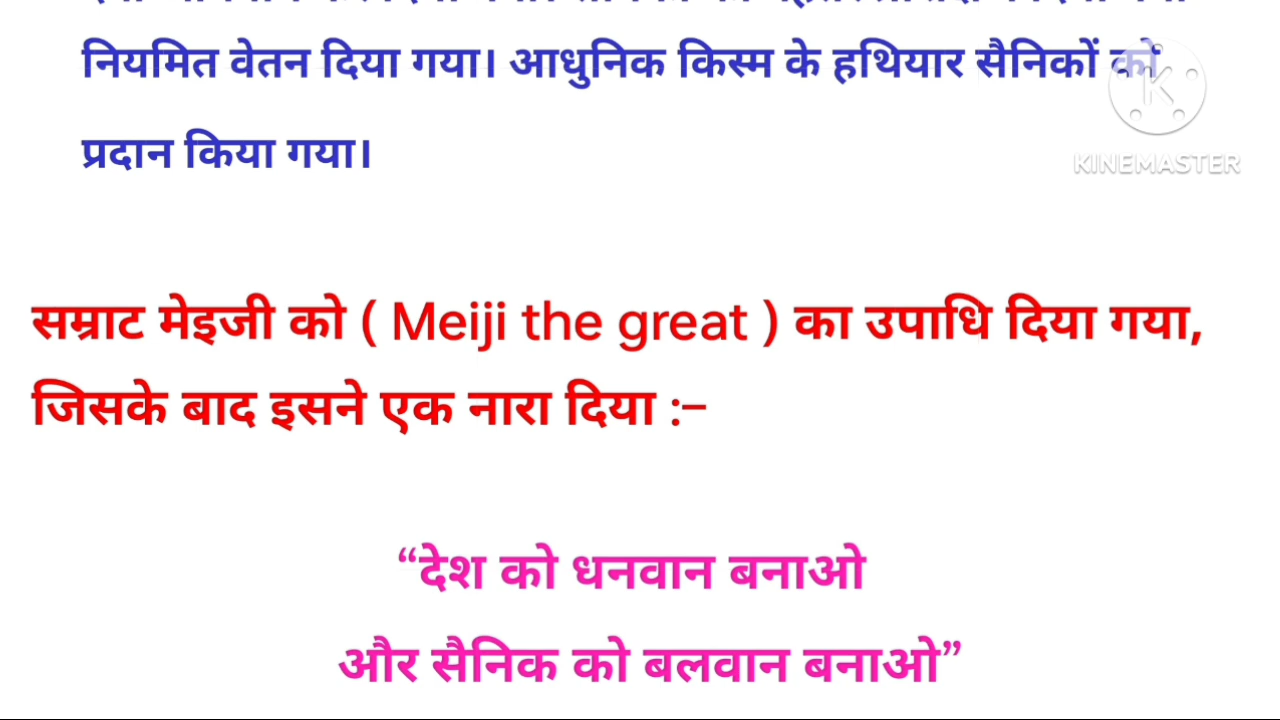 नियमित वेतन दिया गया। आधुनिक किस्म के हथियार सैनिकों को
प्रदान किया गया।
KINEMASTER
सम्राट मेइजी को ( Meiji the great ) का उपाधि दिया गया,
जिसके बाद इसने एक नारा दिया :–
“देश को धनवान बनाओ
और सैनिक को बलवान बनाओ”